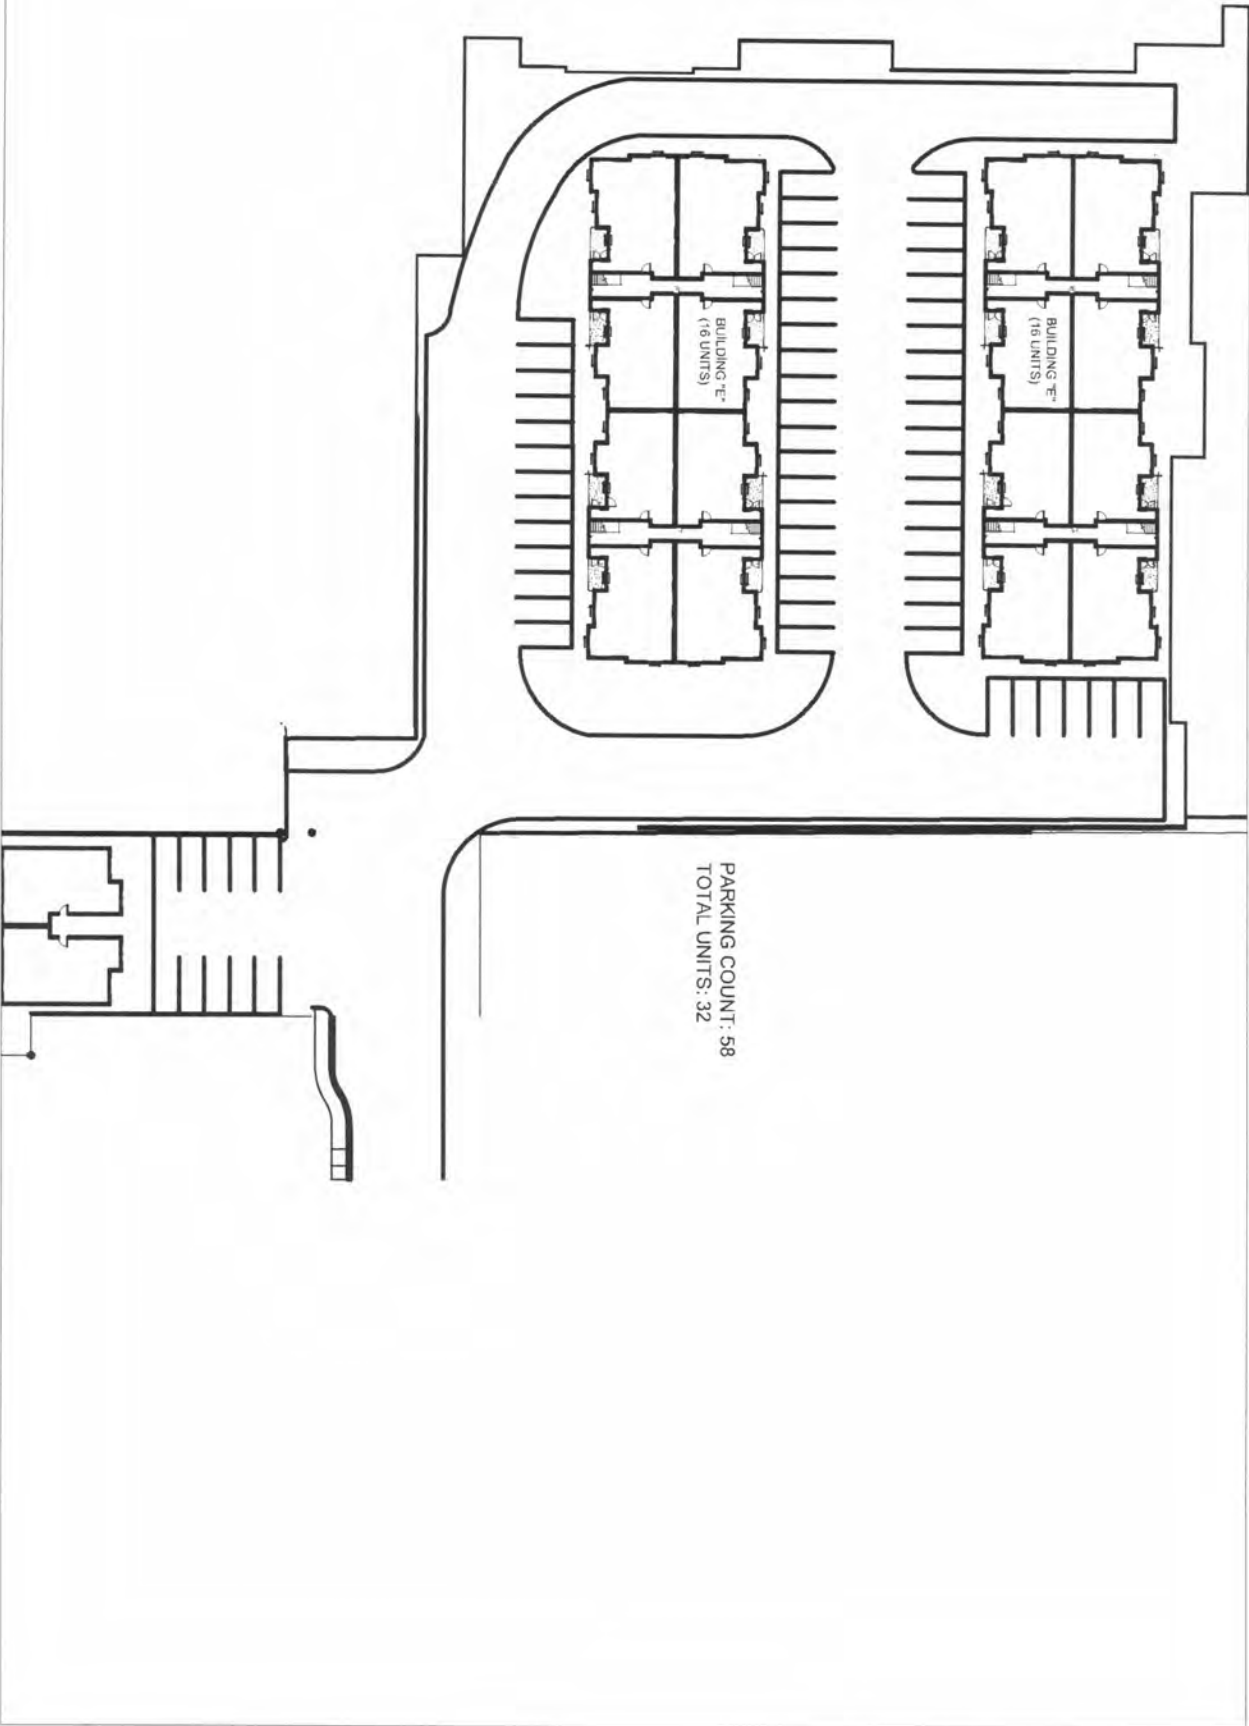 BUILDING "E"
(16 UNITS)
BUILDING "E"
(16 UNITS)
PARKING COUNT: 58
TOTAL UNITS: 32